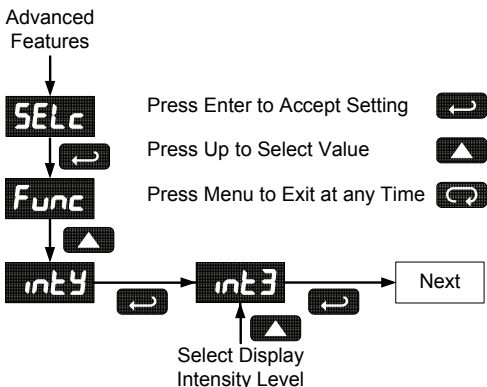 Advanced
Features
SELc
Press Enter to Accept Setting
Press Up to Select Value
Func
Press Menu to Exit at any Time
intY
int3
Next
Select Display
Intensity Level